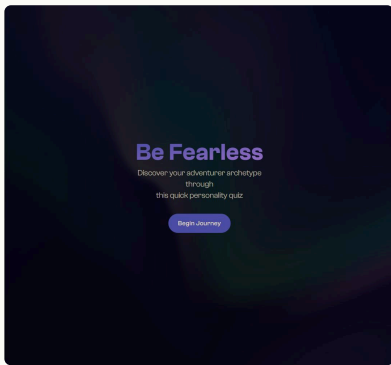 Be Fearless
Discover your adventurer archetype
through
this quick personality quiz
Begin Journey